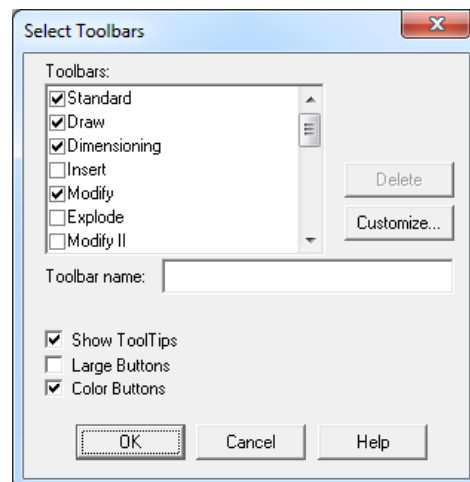 Select Toolbars
Toolbars:
Standard
Draw
Dimensioning
Insert
Modify
Explode
Modify II
Delete
Customize...
Toolbar name:
Show ToolTips
Large Buttons
Color Buttons
OK Cancel Help